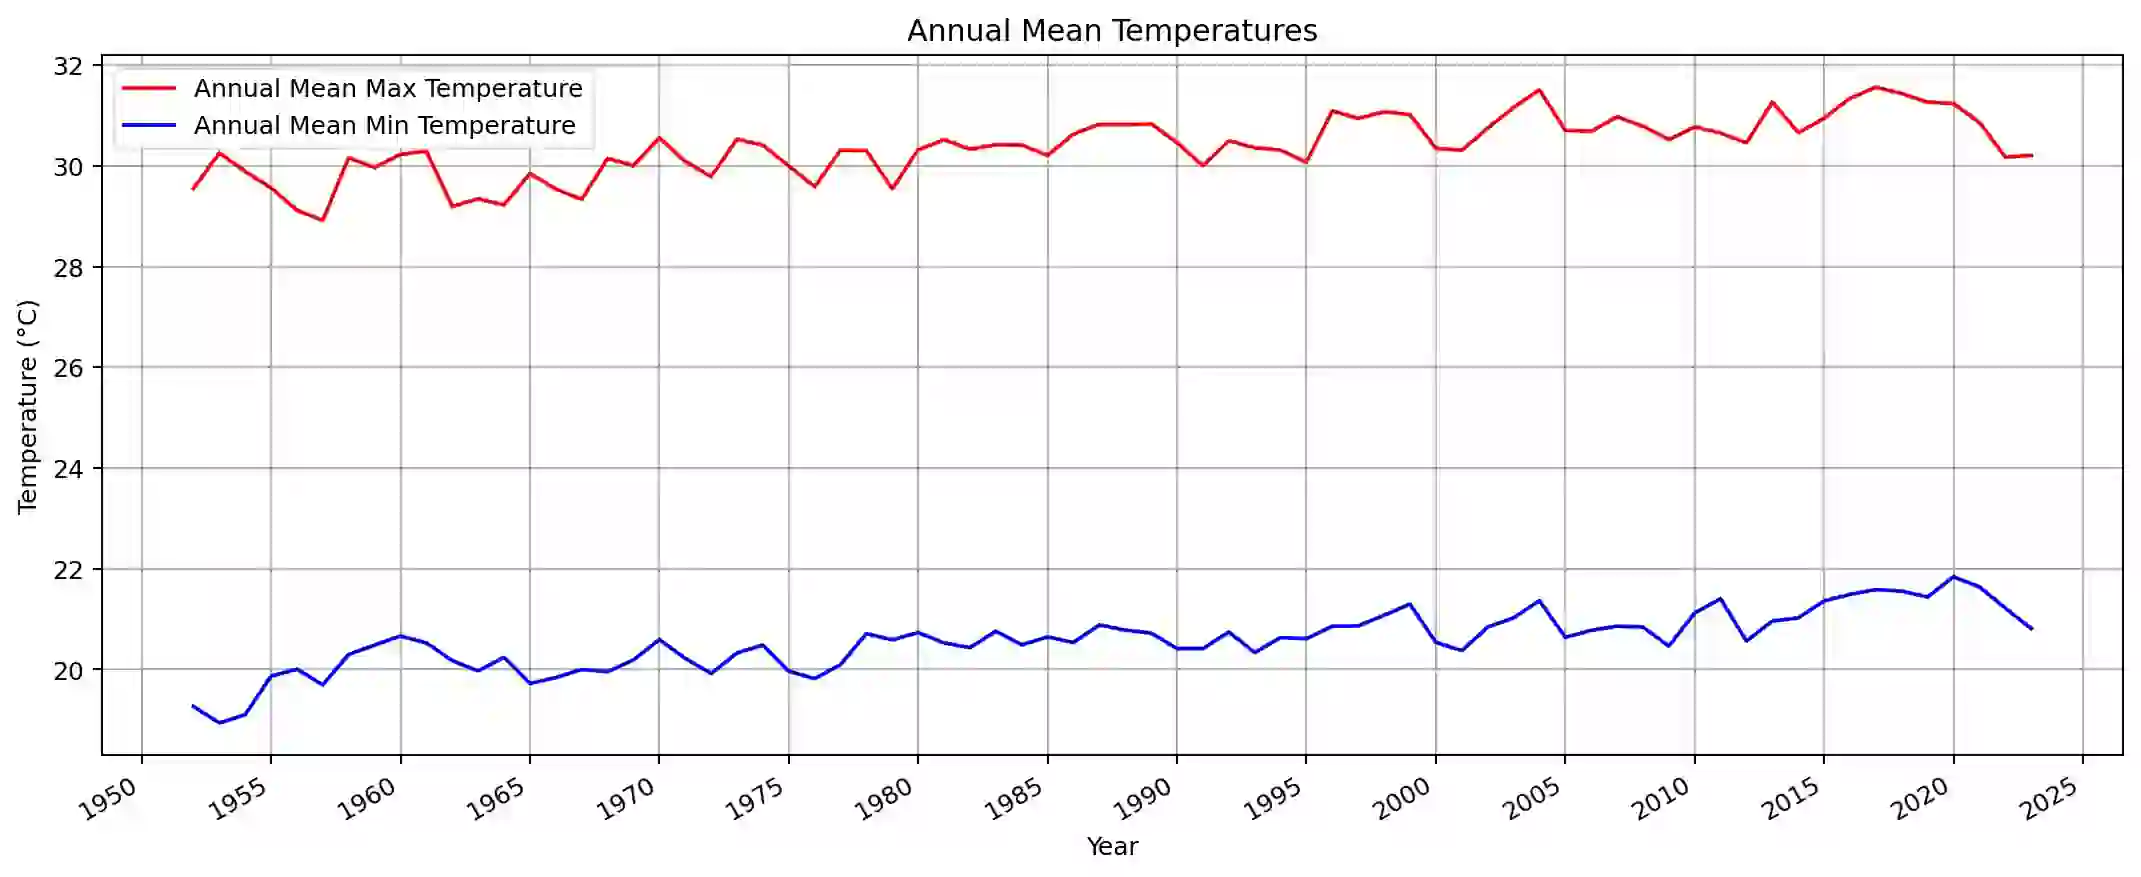 Annual Mean Temperatures
32
Annual Mean Max Temperature
Annual Mean Min Temperature
30
28
26
24
22
20
Temperature (°C)
1950 1955 1960 1965 1970 1975 1980 1985 1990 1995 2000 2005 2010 2015 2020 2025
Year